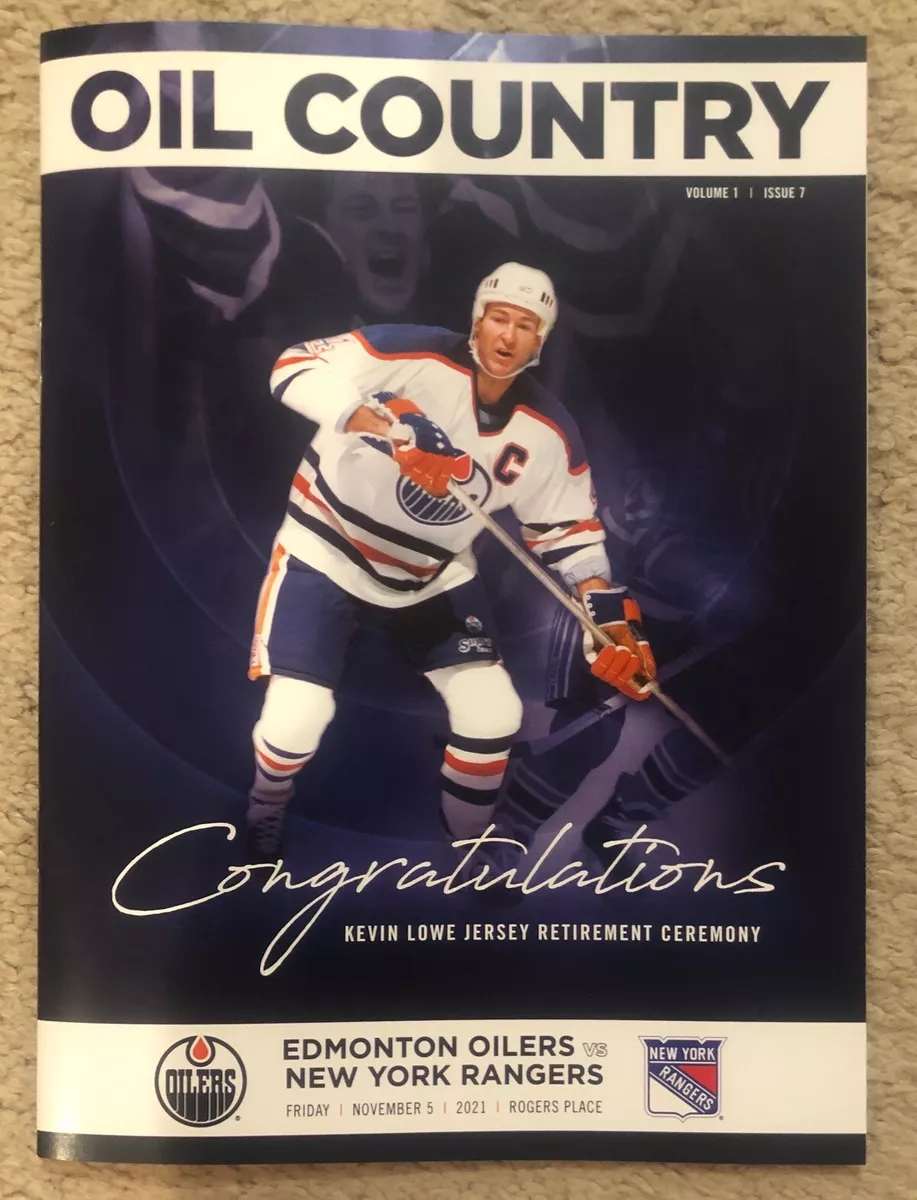 OIL COUNTRY
VOLUME 1 | ISSUE 7
C
OILERS
Congratulations
KEVIN LOWE JERSEY RETIREMENT CEREMONY
OILERS
EDMONTON OILERS VS
NEW YORK RANGERS
FRIDAY | NOVEMBER 5 | 2021 | ROGERS PLACE
NEW YORK
RANGERS